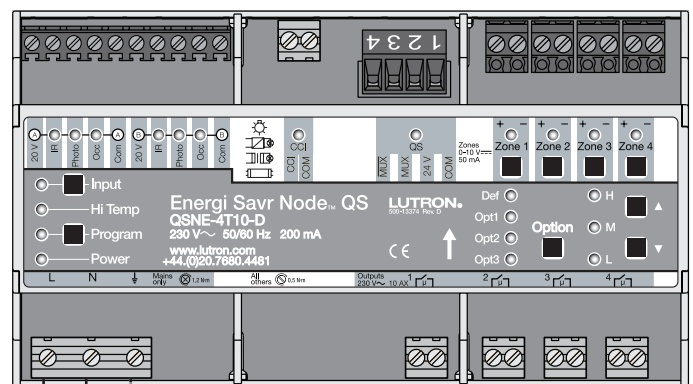 4 3 2 1
20 V IR Photo Occ Com 20 V IR Photo Occ Com
A A B B
CCI
CCI COM
QS
MUX MUX 24 V COM
Zones
0-10 V
50 mA
+ - + - + - + -
Zone 1 Zone 2 Zone 3 Zone 4
Input
Hi Temp
Program
Power
Energi Savr Node™ QS
QSNE-4T10-D
230 V~ 50/60 Hz 200 mA
www.lutron.com
+44.(0)20.7680.4481
LUTRON®
500-13374 Rev. D
CE
Def
Opt1
Opt2
Opt3
Option
H
M
L
▲
▼
L N
Mains only 1,2 Nm
All others 0,5 Nm
Outputs
230 V~ 10 AX
1 μ 2 μ 3 μ 4 μ